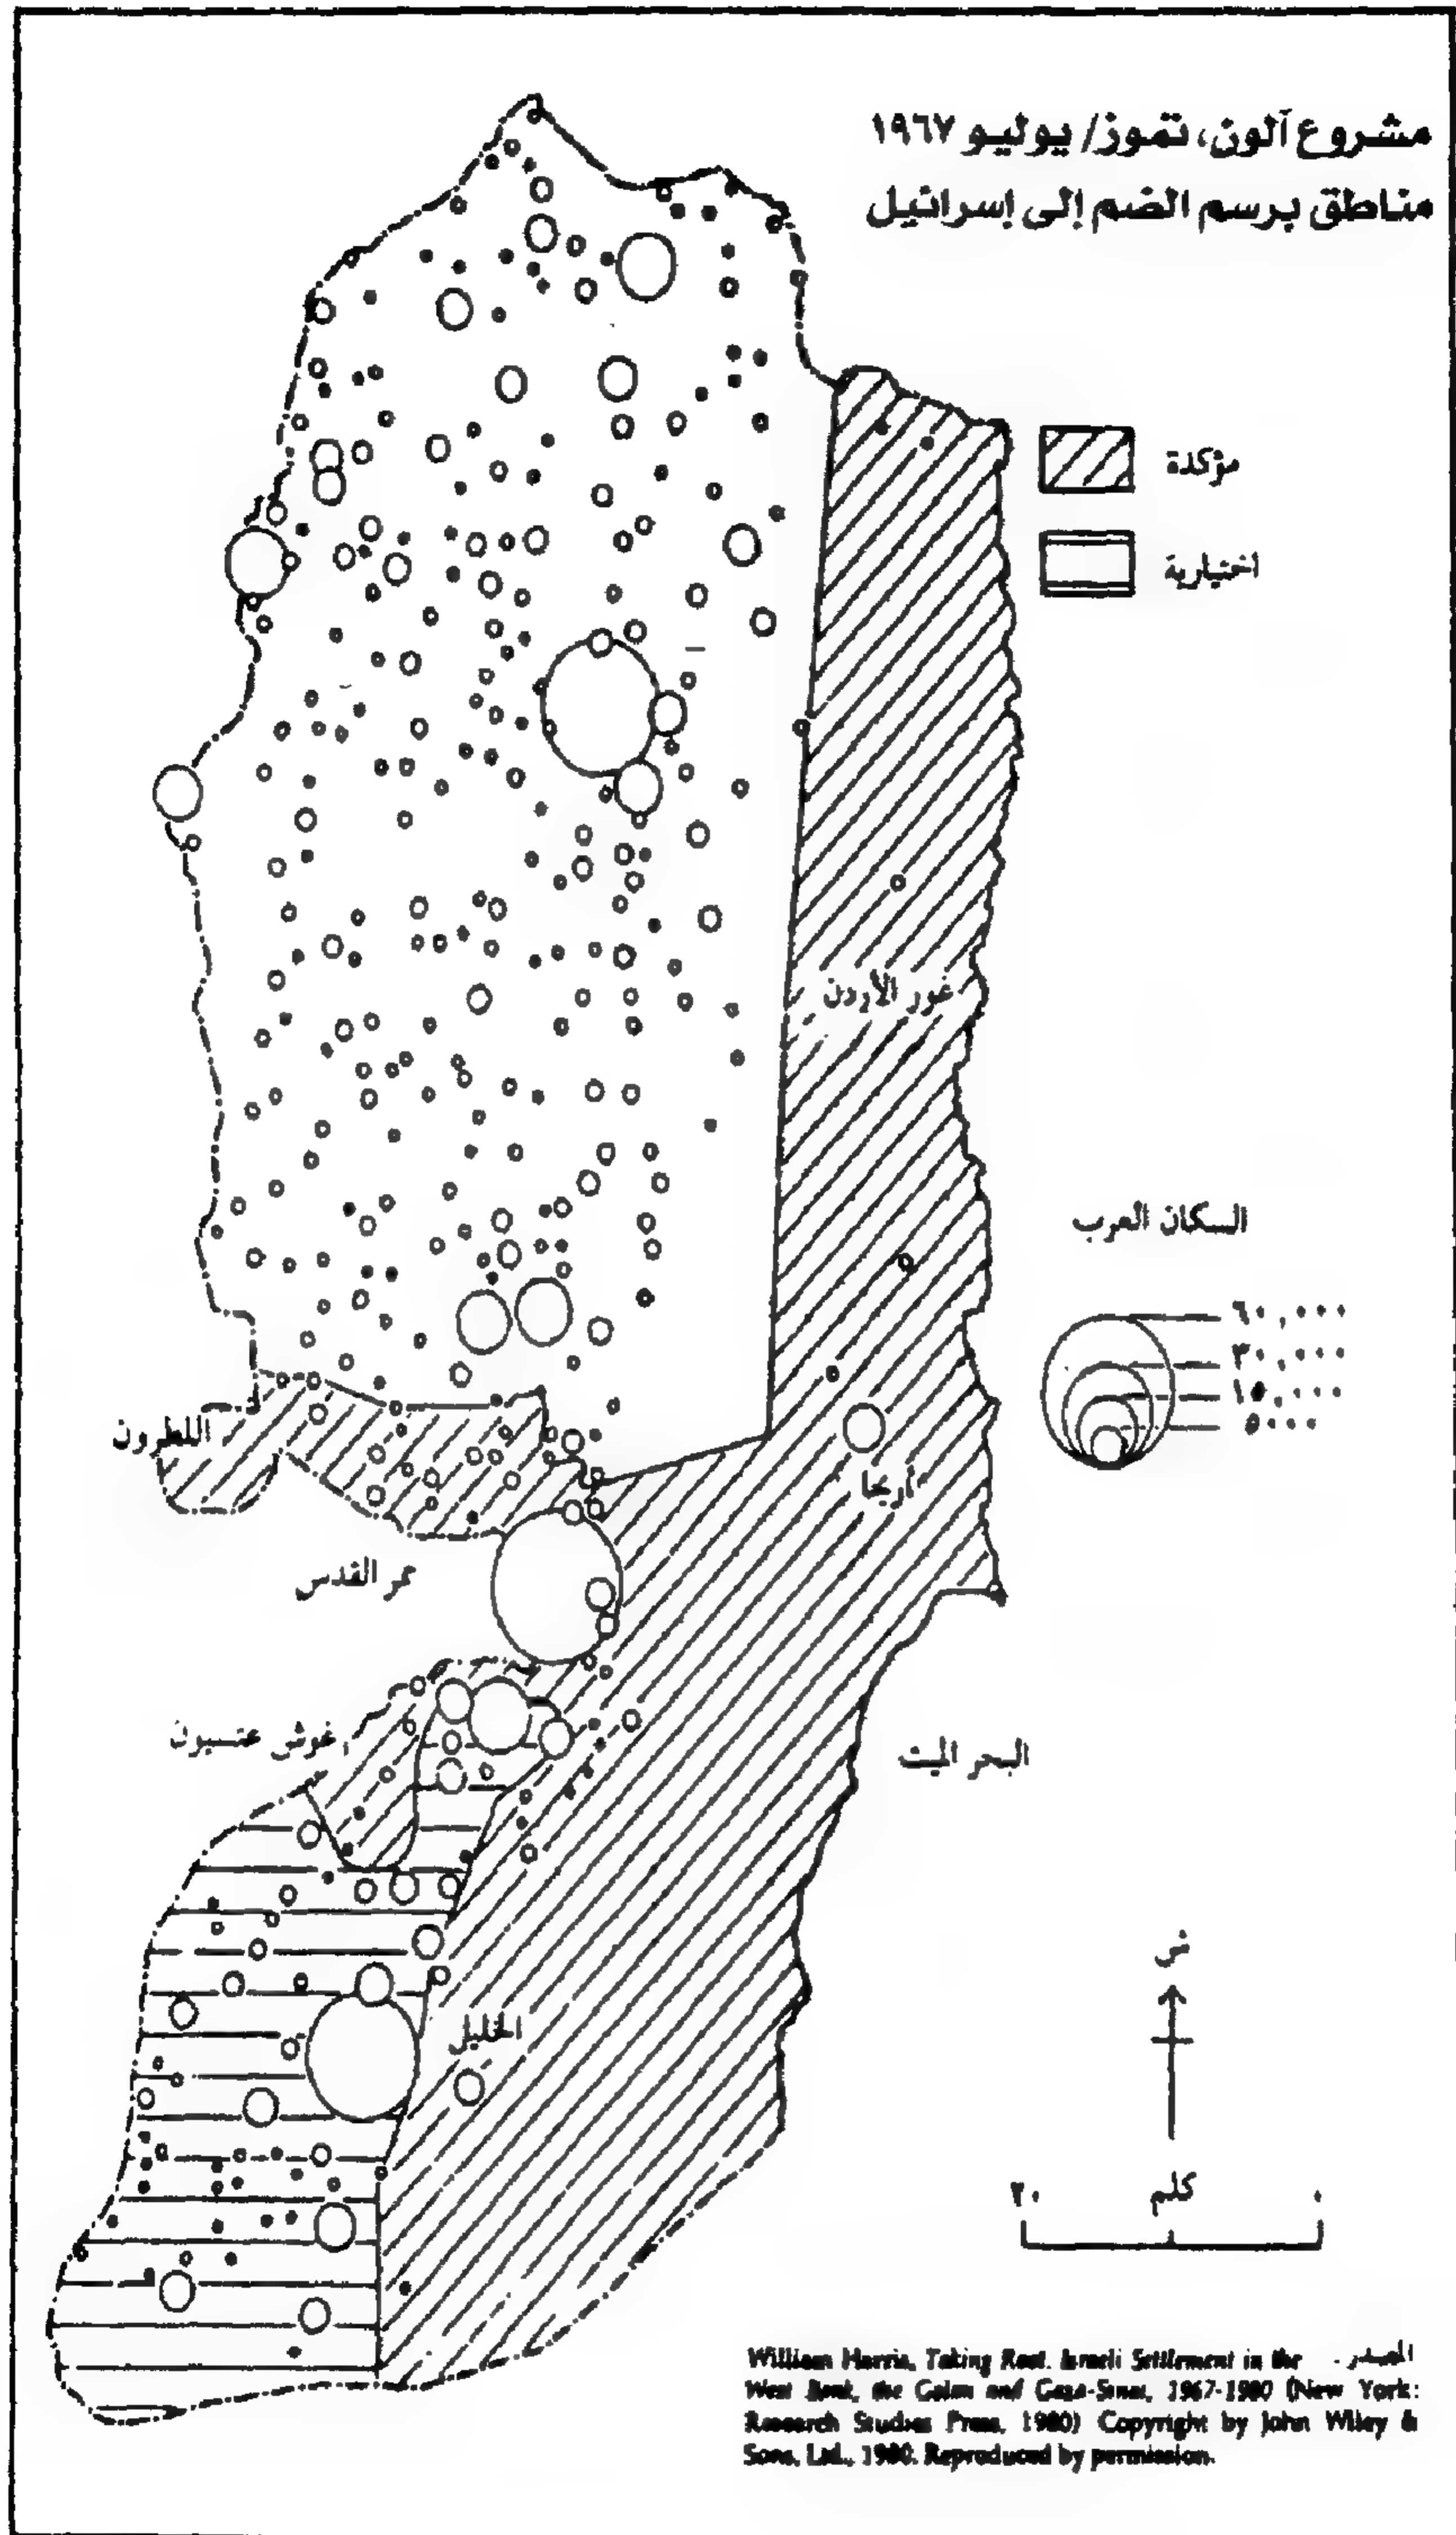 مشروع آلون، تموز/ يوليو ١٩٦٧
مناطق برسم الضم إلى إسرائيل
مؤكدة
اختيارية
غور الأردن
السكان العرب
٦٠,٠٠٠
٣٠,٠٠٠
١٥,٠٠٠
٥٠٠٠
اللطرون
أريحا
ممر القدس
غوش عتسيون
البحر الميت
الخليل
ش
كلم
٢٠ ٠
المصدر
William Harris, Taking Root. Israeli Settlement in the
West Bank, the Golan and Gaza-Sinai, 1967-1980 (New York:
Research Studies Press, 1980) Copyright by John Wiley &
Sons, Ltd., 1980. Reproduced by permission.